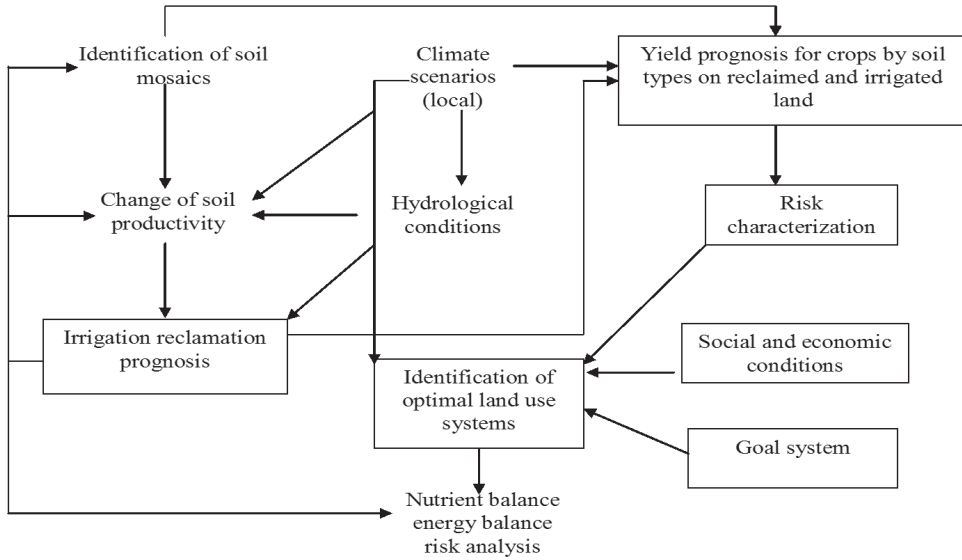 Identification of soil
mosaics
Climate
scenarios
(local)
Yield prognosis for crops by soil
types on reclaimed and irrigated
land
Change of soil
productivity
Hydrological
conditions
Risk
characterization
Irrigation reclamation
prognosis
Identification of
optimal land use
systems
Social and economic
conditions
Goal system
Nutrient balance
energy balance
risk analysis